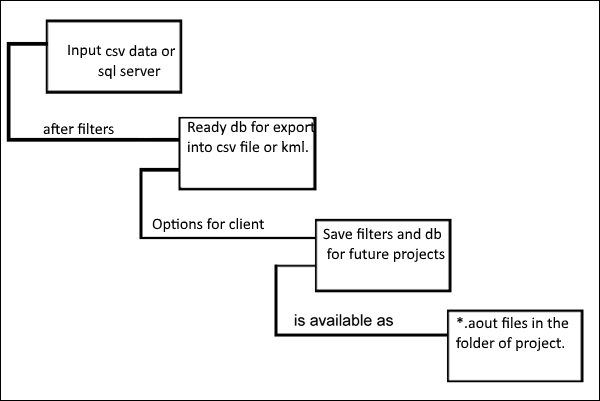 Input csv data or
sql server
after filters
Ready db for export
into csv file or kml.
Options for client
Save filters and db
for future projects
is available as
*.aout files in the
folder of project.